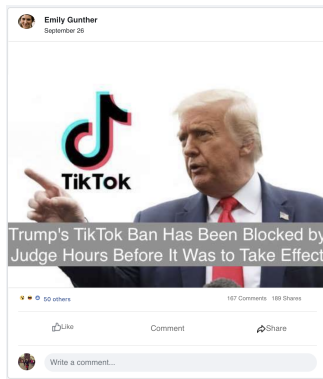 Emily Gunther
September 26
TikTok
Trump's TikTok Ban Has Been Blocked by
Judge Hours Before It Was to Take Effect
50 others
167 Comments 189 Shares
Like
Comment
Share
Write a comment...